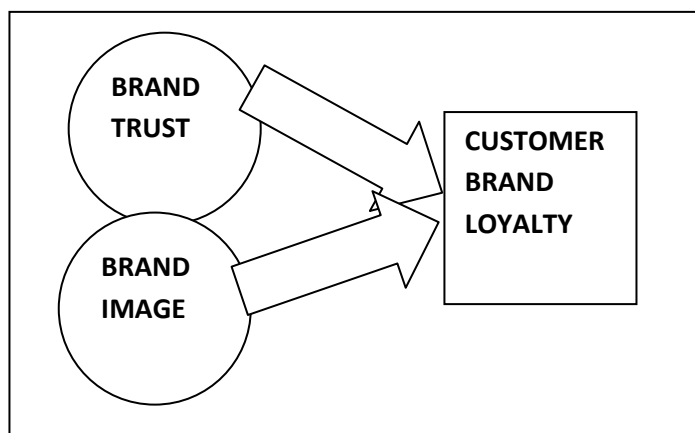 BRAND
TRUST
CUSTOMER
BRAND
LOYALTY
BRAND
IMAGE